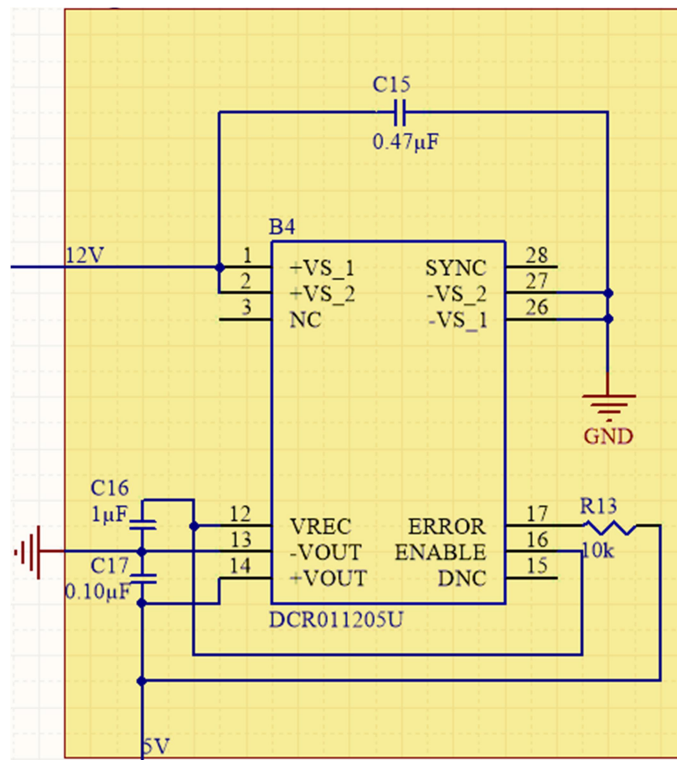 C15
0.47µF
B4
12V
1
+VS_1
SYNC
28
2
+VS_2
-VS_2
27
3
NC
-VS_1
26
GND
C16
1µF
12
VREC
ERROR
17
R13
13
-VOUT
ENABLE
16
10k
C17
14
+VOUT
DNC
15
0.10µF
DCR011205U
5V